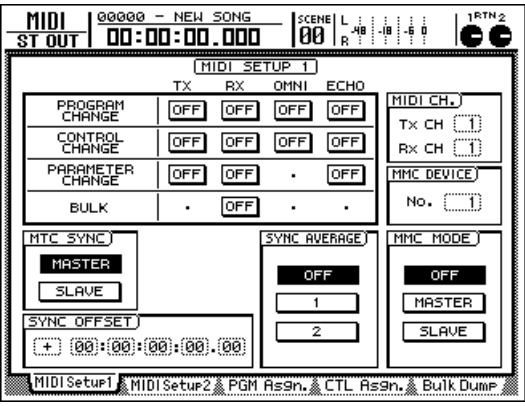 MIDI 00000 - NEW SONG SCENE L 1RTN2
ST OUT 00:00:00.000 00 R -48 -18 -6 0
MIDI SETUP 1
TX RX OMNI ECHO
PROGRAM CHANGE OFF OFF OFF OFF
CONTROL CHANGE OFF OFF OFF OFF
PARAMETER CHANGE OFF OFF · OFF
BULK · OFF · ·
MIDI CH.
Tx CH 1
Rx CH 1
MMC DEVICE
No. 1
MTC SYNC
MASTER
SLAVE
SYNC OFFSET
+ 00:00:00:00.00
SYNC AVERAGE
OFF
1
2
MMC MODE
OFF
MASTER
SLAVE
MIDI Setup1 MIDI Setup2 PGM Asgn. CTL Asgn. Bulk Dump